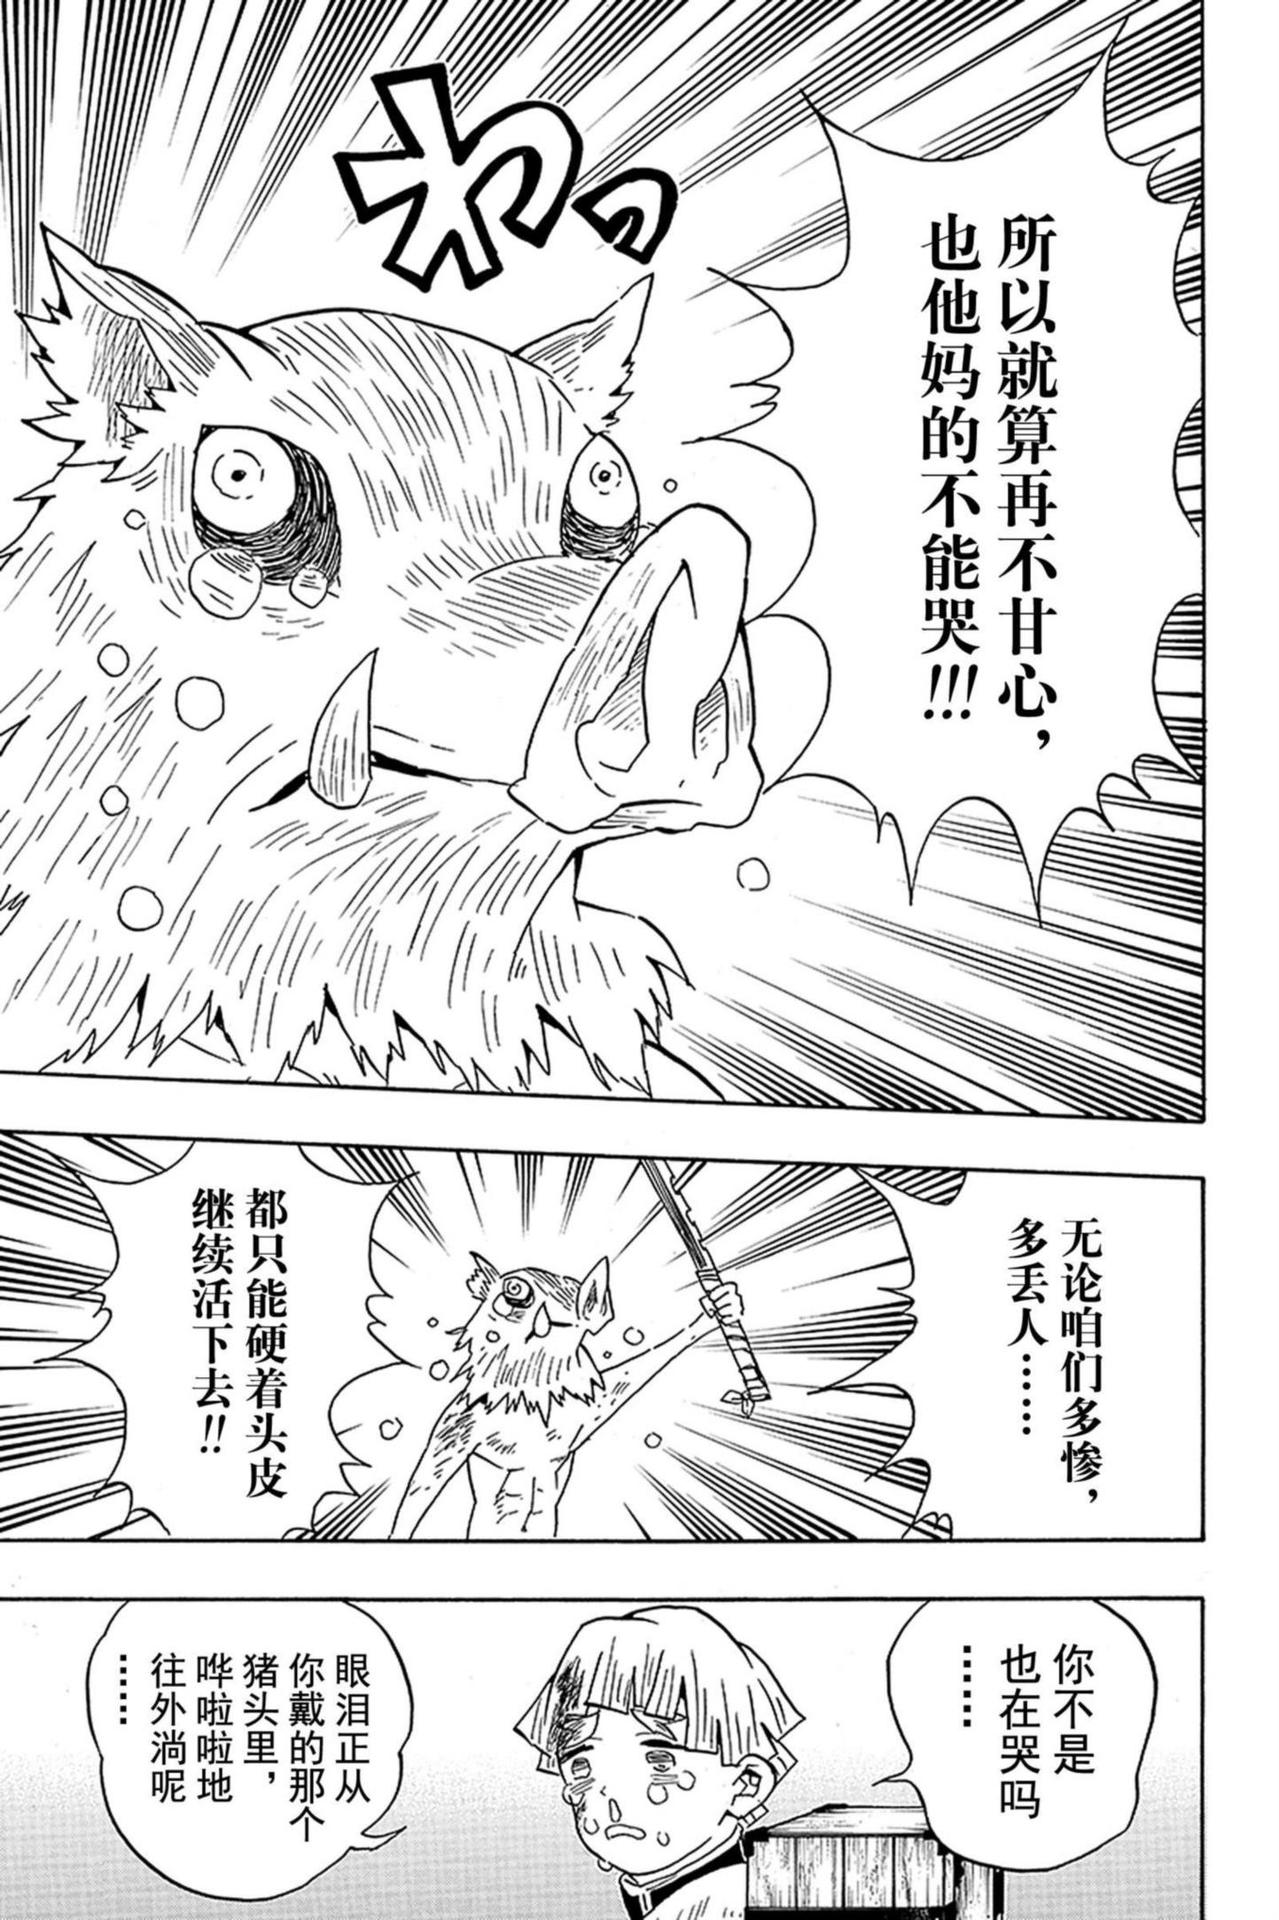 わっ
所以就算再不甘心，
也他妈的不能哭!!!
无论咱们多惨，
多丢人……
都只能硬着头皮
继续活下去!!
你不是
也在哭吗
……
眼泪正从
你戴的那个
猪头里，
哗啦啦地
往外淌呢
……